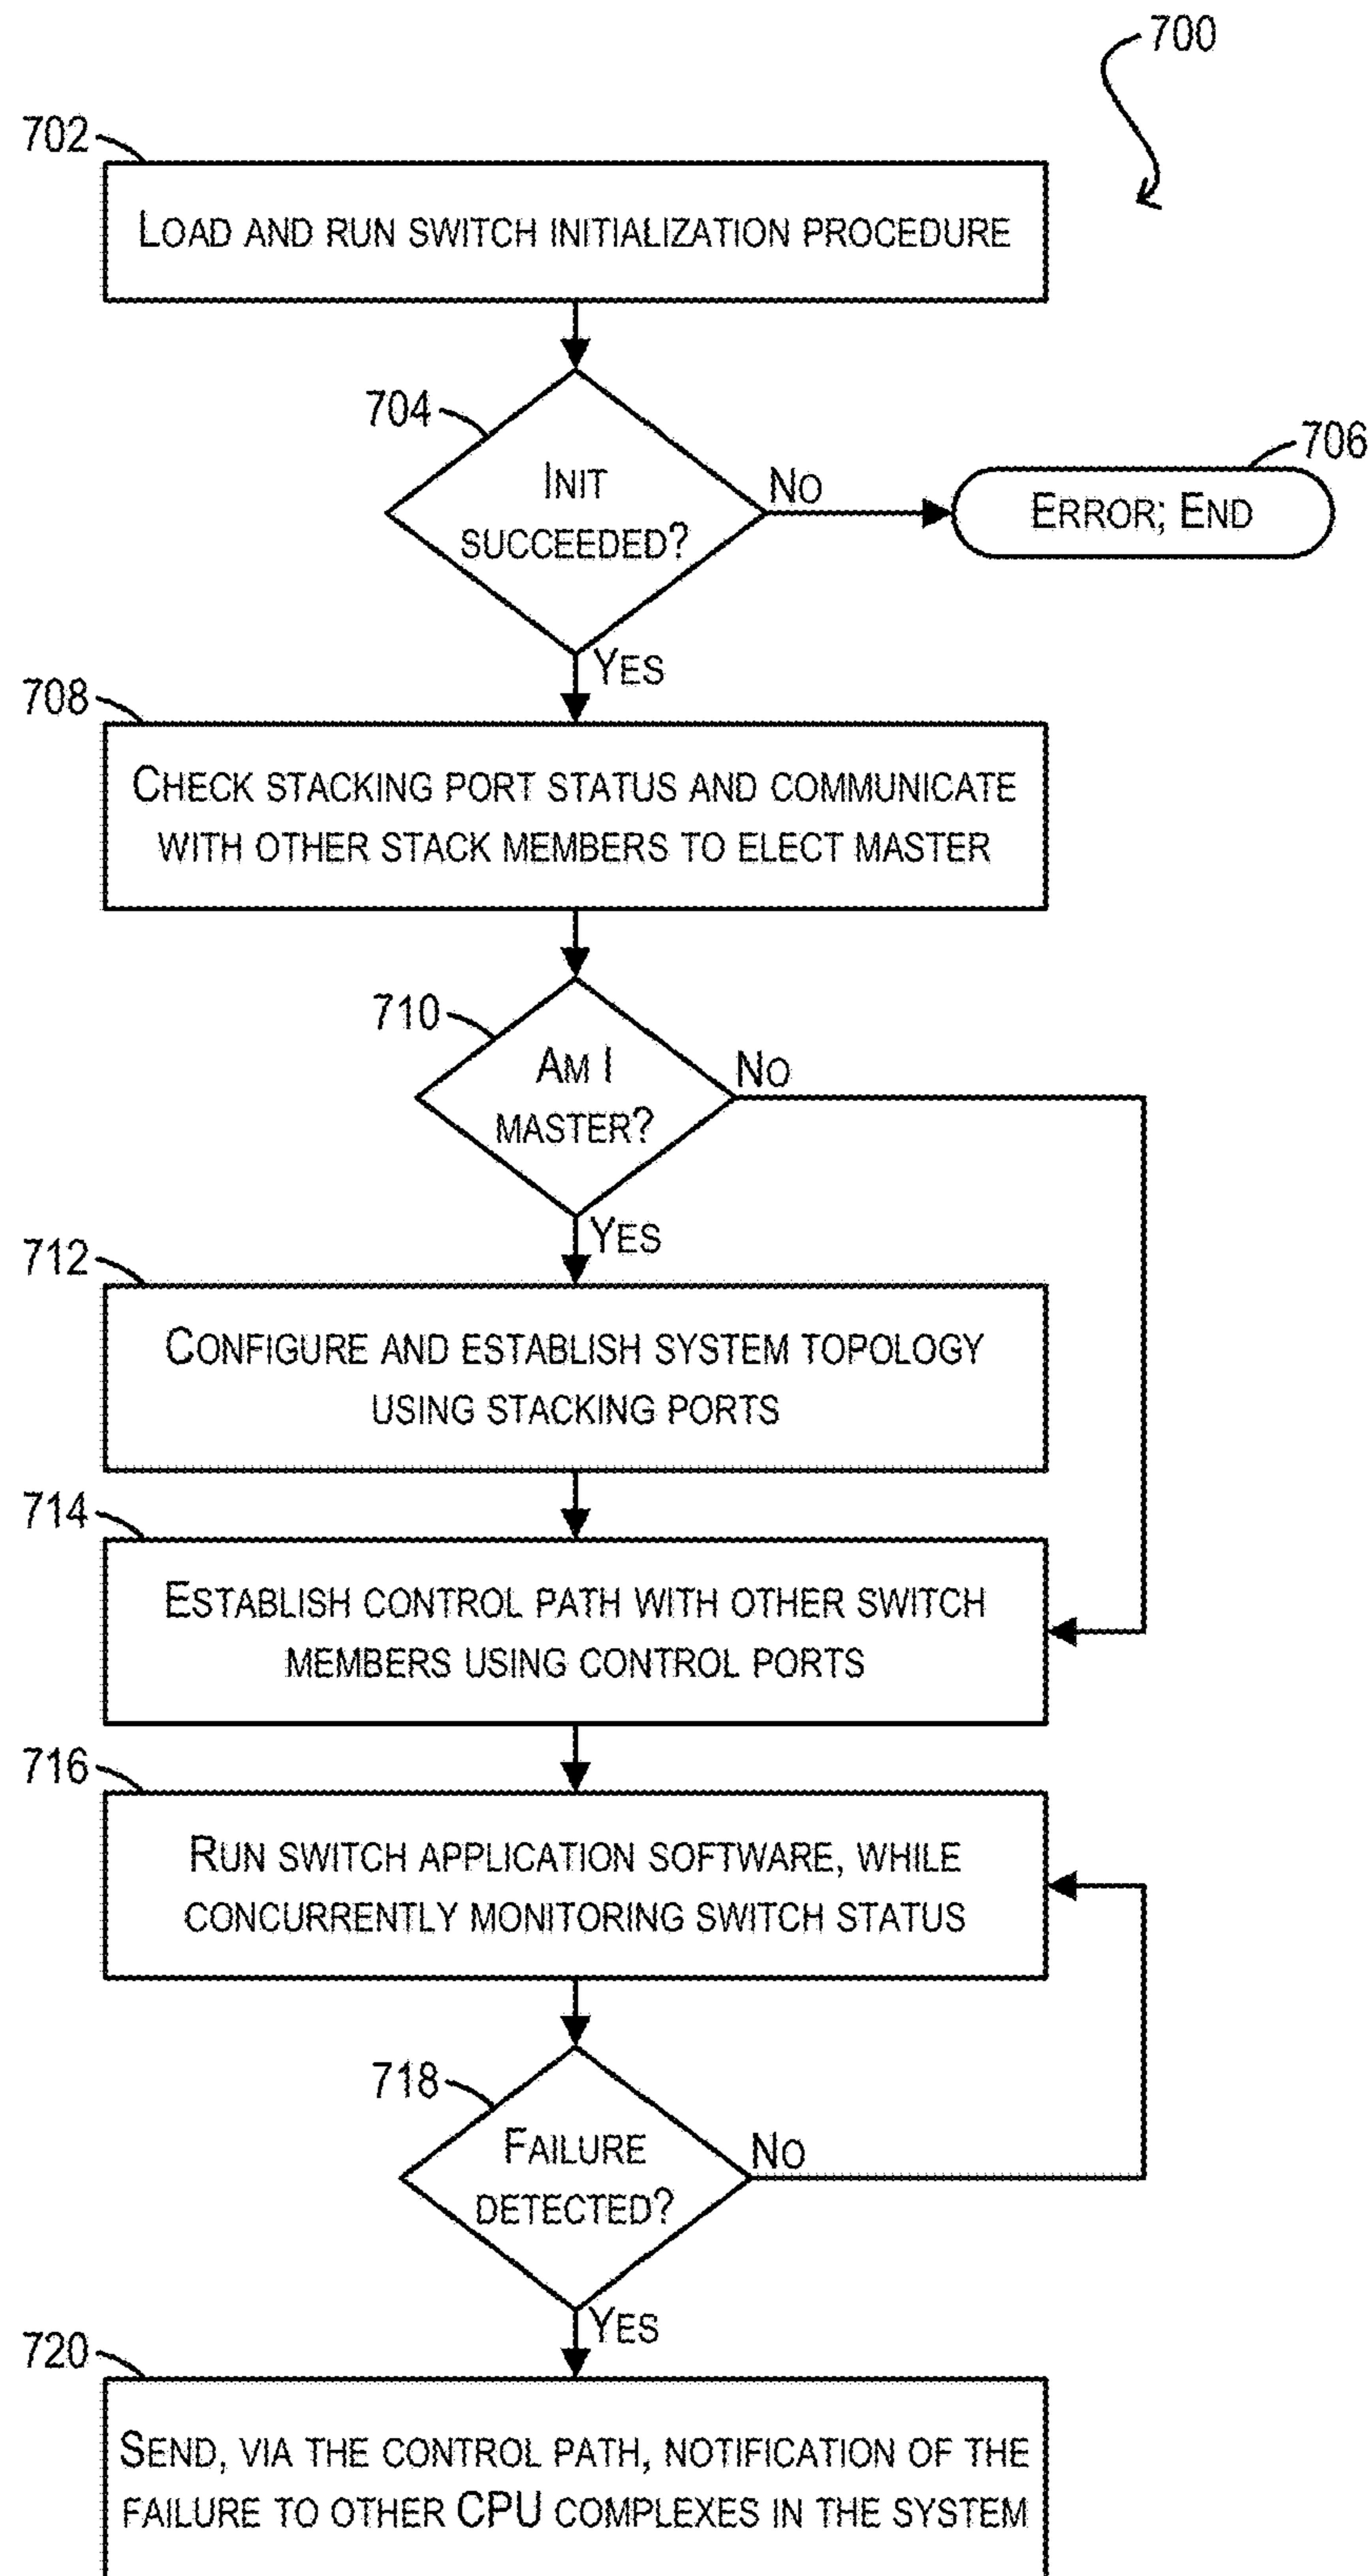 700
702
LOAD AND RUN SWITCH INITIALIZATION PROCEDURE
704
INIT
SUCCEEDED?
NO
706
ERROR; END
YES
708
CHECK STACKING PORT STATUS AND COMMUNICATE
WITH OTHER STACK MEMBERS TO ELECT MASTER
710
AM I
MASTER?
NO
YES
712
CONFIGURE AND ESTABLISH SYSTEM TOPOLOGY
USING STACKING PORTS
714
ESTABLISH CONTROL PATH WITH OTHER SWITCH
MEMBERS USING CONTROL PORTS
716
RUN SWITCH APPLICATION SOFTWARE, WHILE
CONCURRENTLY MONITORING SWITCH STATUS
718
FAILURE
DETECTED?
NO
YES
720
SEND, VIA THE CONTROL PATH, NOTIFICATION OF THE
FAILURE TO OTHER CPU COMPLEXES IN THE SYSTEM